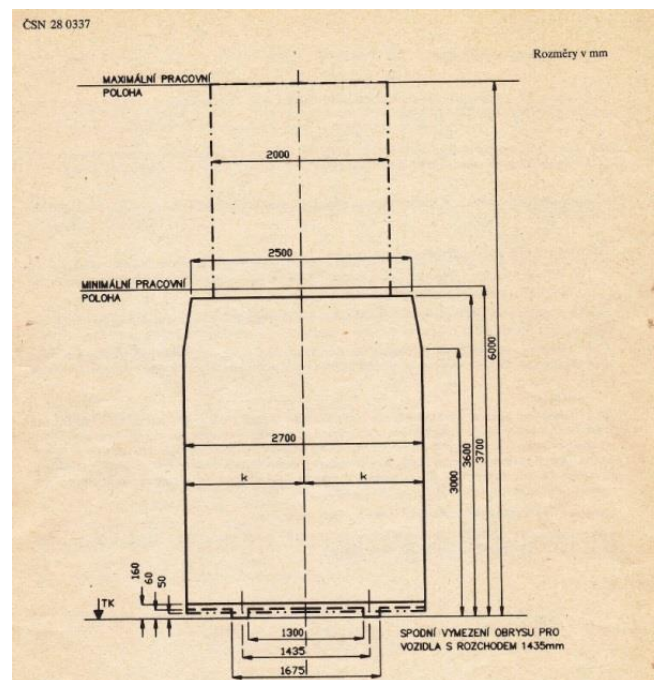 ČSN 28 0337
Rozměry v mm
MAXIMÁLNÍ PRACOVNÍ
POLOHA
2000
2500
MINIMÁLNÍ PRACOVNÍ
POLOHA
6000
3700
3600
3000
2700
k
k
160
60
50
TK
1300
1435
1675
SPODNÍ VYMEZENÍ OBRYSU PRO
VOZIDLA S ROZCHODEM 1435mm